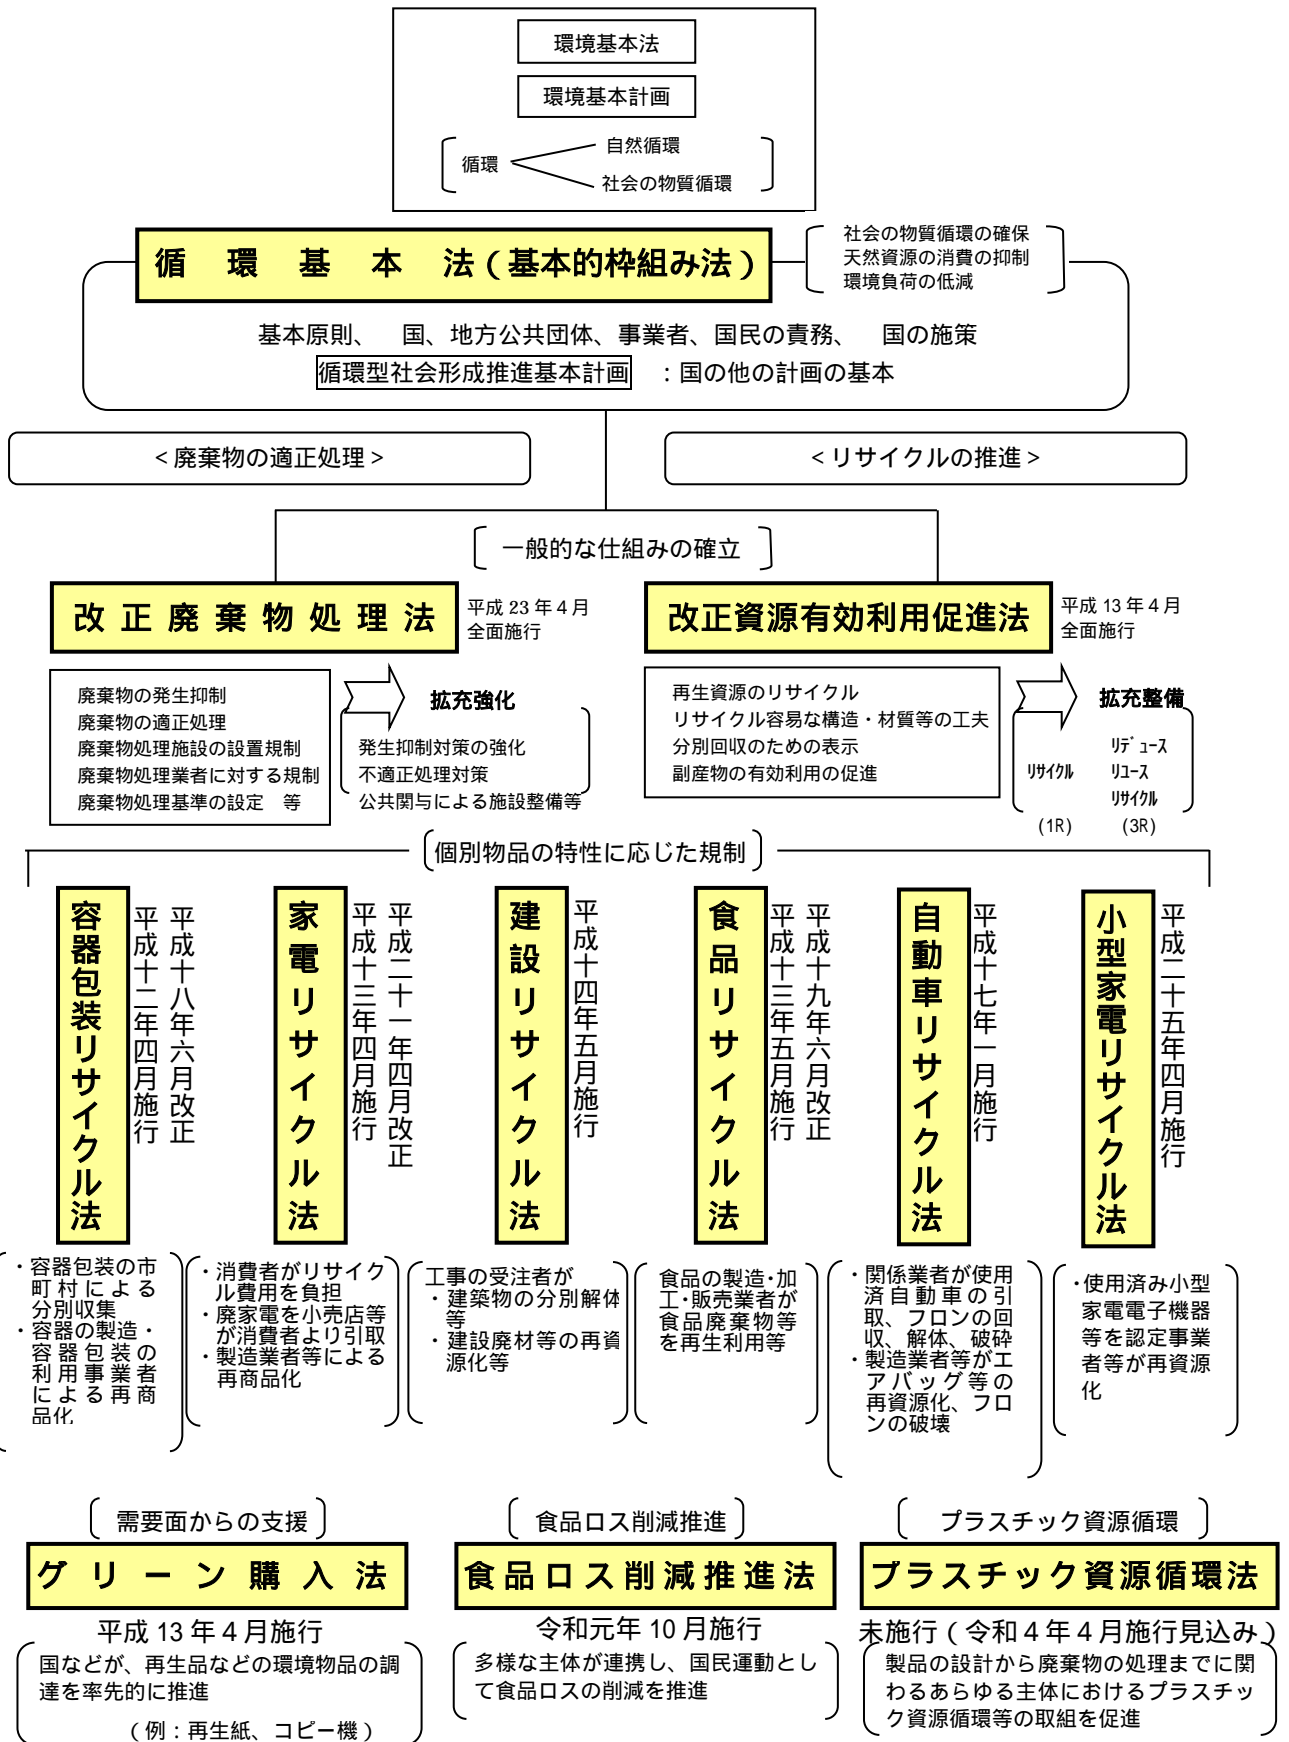 環境基本法
環境基本計画
循環
自然循環
社会の物質循環
循環基本法(基本的枠組み法)
社会の物質循環の確保
天然資源の消費の抑制
環境負荷の低減
基本原則、 国、地方公共団体、事業者、国民の責務、 国の施策
循環型社会形成推進基本計画 :国の他の計画の基本
<廃棄物の適正処理>
<リサイクルの推進>
一般的な仕組みの確立
改正廃棄物処理法
平成 23 年4月
全面施行
改正資源有効利用促進法
平成 13 年4月
全面施行
廃棄物の発生抑制
廃棄物の適正処理
廃棄物処理施設の設置規制
廃棄物処理業者に対する規制
廃棄物処理基準の設定 等
拡充強化
発生抑制対策の強化
不適正処理対策
公共関与による施設整備等
再生資源のリサイクル
リサイクル容易な構造・材質等の工夫
分別回収のための表示
副産物の有効利用の促進
拡充整備
リサイクル
(1R)
リデュース
リユース
リサイクル
(3R)
個別物品の特性に応じた規制
容器包装リサイクル法
平成十八年六月改正
平成十二年四月施行
家電リサイクル法
平成二十一年四月改正
平成十三年四月施行
建設リサイクル法
平成十四年五月施行
食品リサイクル法
平成十九年六月改正
平成十三年五月施行
自動車リサイクル法
平成十七年一月施行
小型家電リサイクル法
平成二十五年四月施行
・容器包装の市
町村による
分別収集
・容器の製造・
容器包装の
利用事業者
による再商
品化
・消費者がリサイク
ル費用を負担
・廃家電を小売店等
が消費者より引取
・製造業者等による
再商品化
工事の受注者が
・建築物の分別解体
等
・建設廃材等の再資
源化等
食品の製造・加
工・販売業者が
食品廃棄物等
を再生利用等
・関係業者が使用
済自動車の引
取、フロンの回
収、解体、破砕
・製造業者等がエ
アバッグ等の
再資源化、フロ
ンの破壊
・使用済み小型
家電電子機器
等を認定事業
者等が再資源
化
需要面からの支援
グリーン購入法
平成 13 年4月施行
国などが、再生品などの環境物品の調
達を率先的に推進
(例:再生紙、コピー機)
食品ロス削減推進
食品ロス削減推進法
令和元年 10 月施行
多様な主体が連携し、国民運動とし
て食品ロスの削減を推進
プラスチック資源循環
プラスチック資源循環法
未施行(令和4年4月施行見込み)
製品の設計から廃棄物の処理までに関
わるあらゆる主体におけるプラスチッ
ク資源循環等の取組を促進